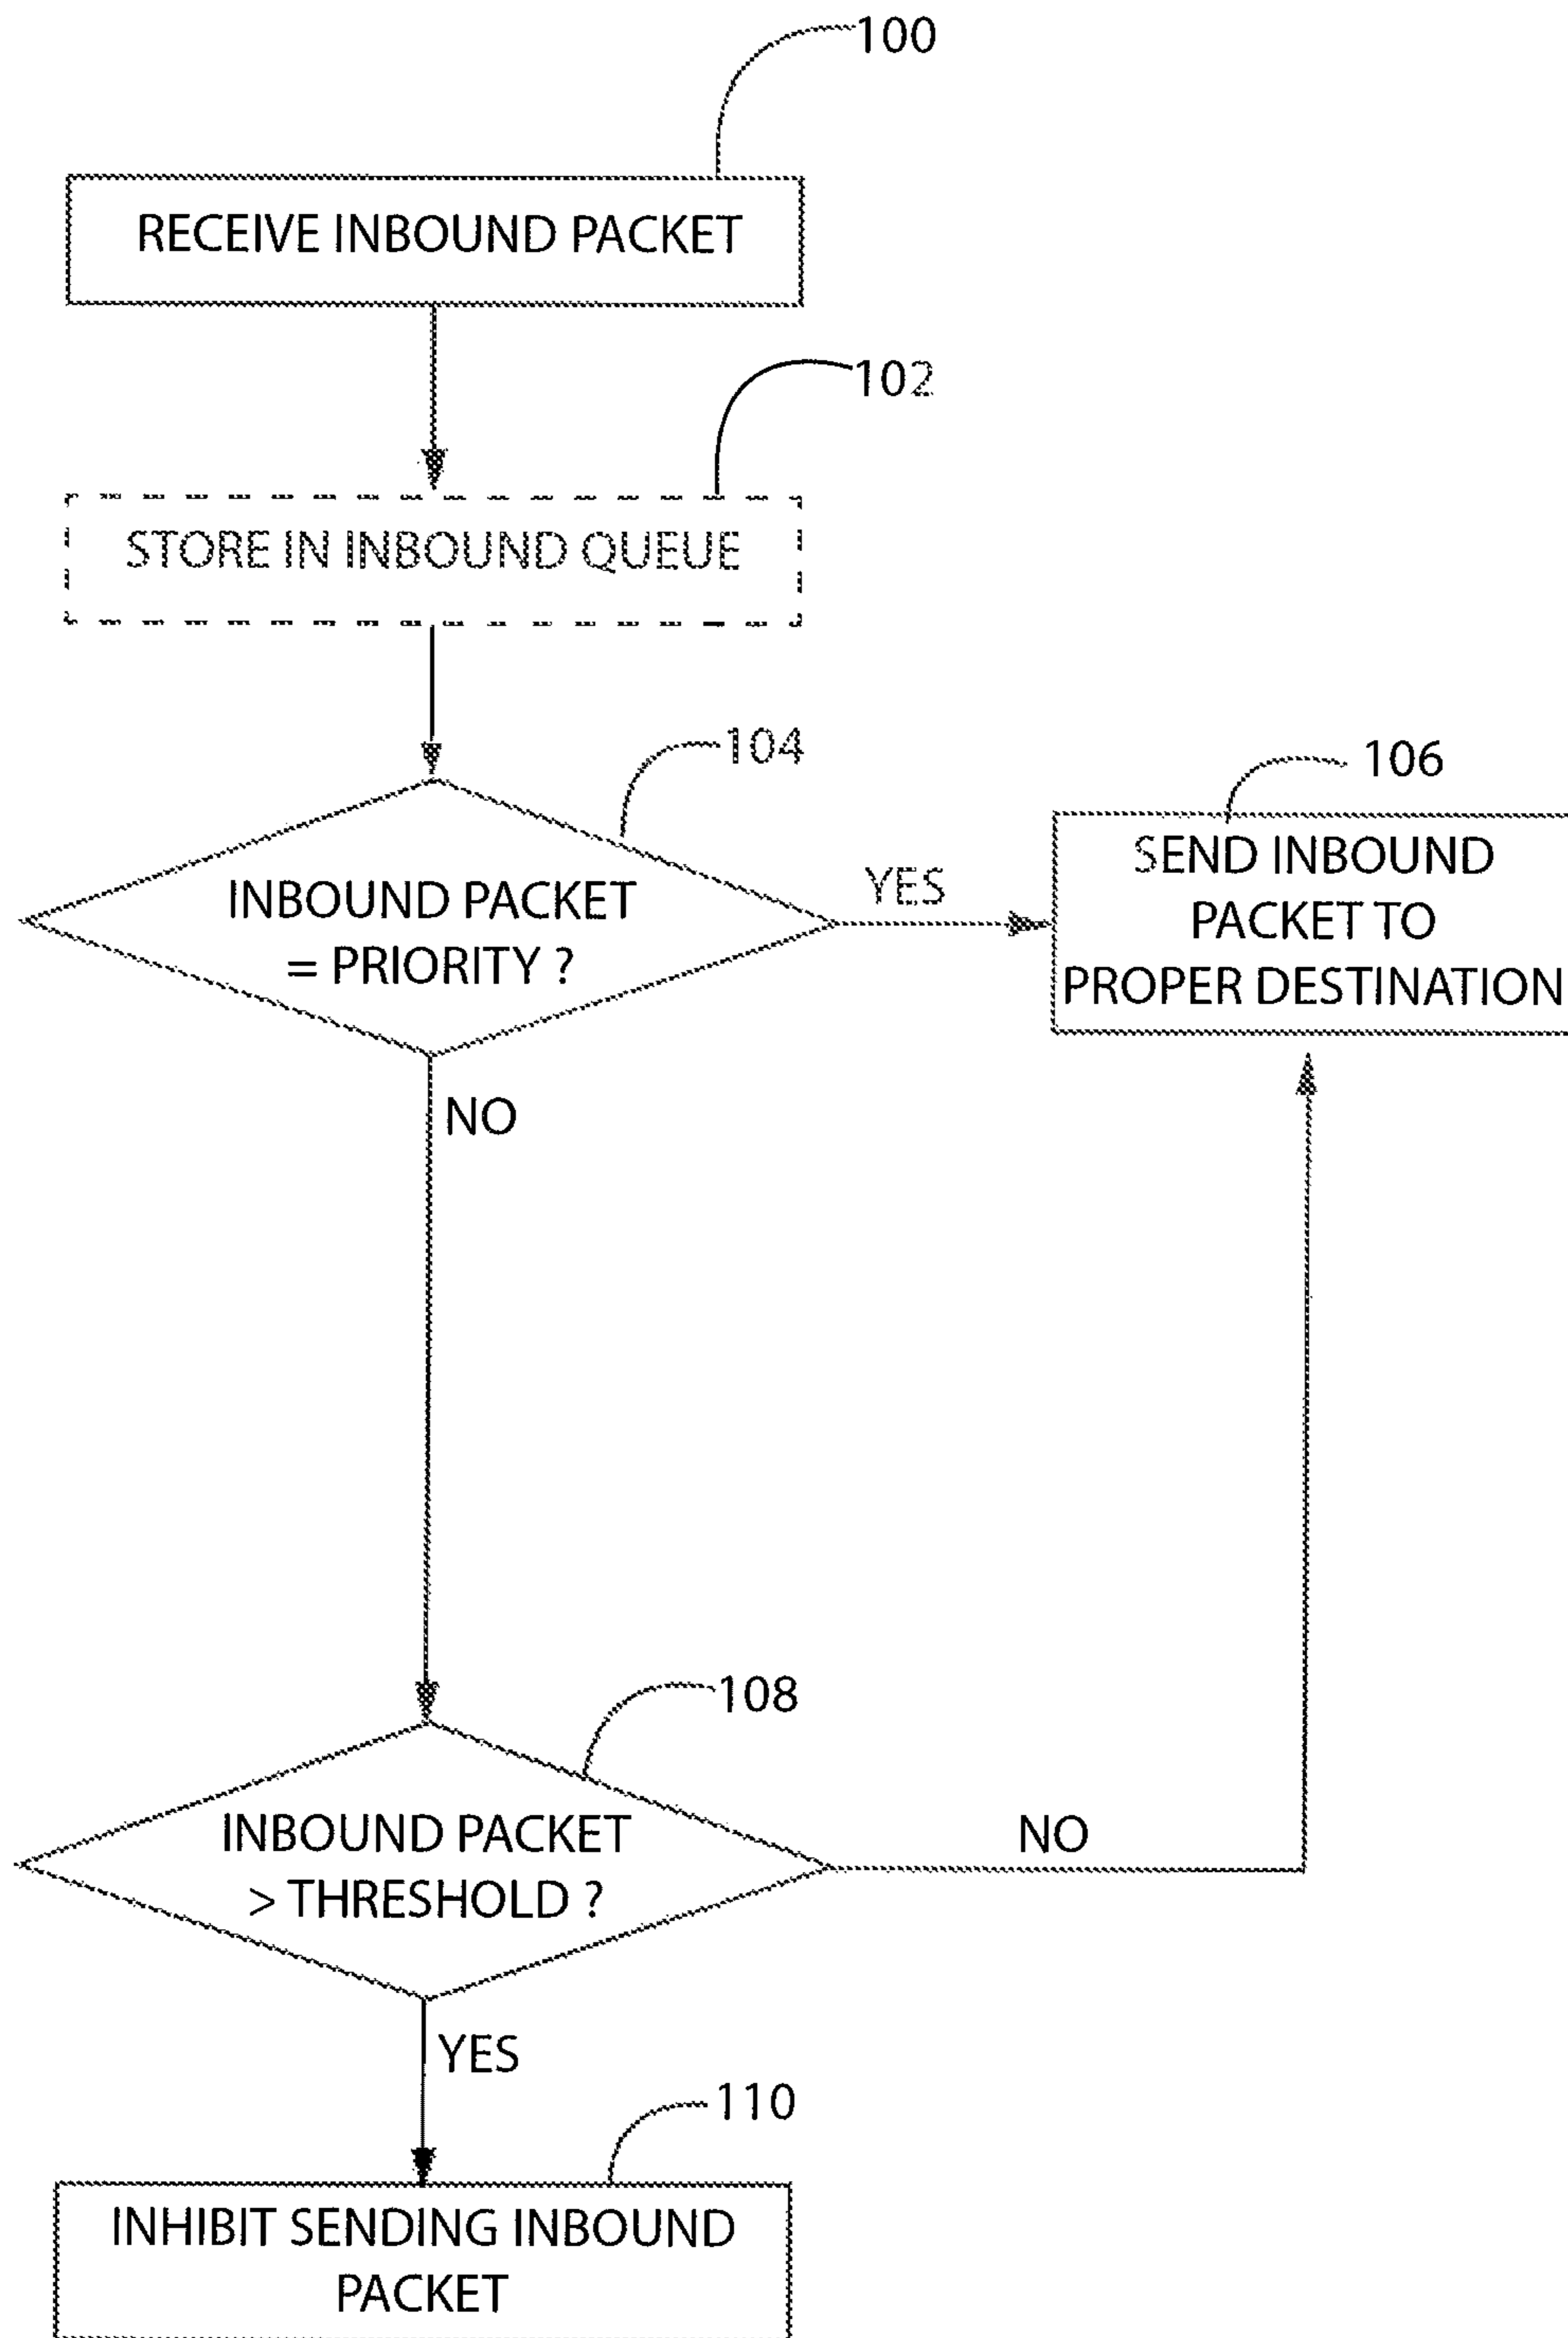 100
RECEIVE INBOUND PACKET
102
STORE IN INBOUND QUEUE
104
106
INBOUND PACKET
= PRIORITY ?
YES
SEND INBOUND
PACKET TO
PROPER DESTINATION
NO
108
INBOUND PACKET
> THRESHOLD ?
NO
YES
110
INHIBIT SENDING INBOUND
PACKET